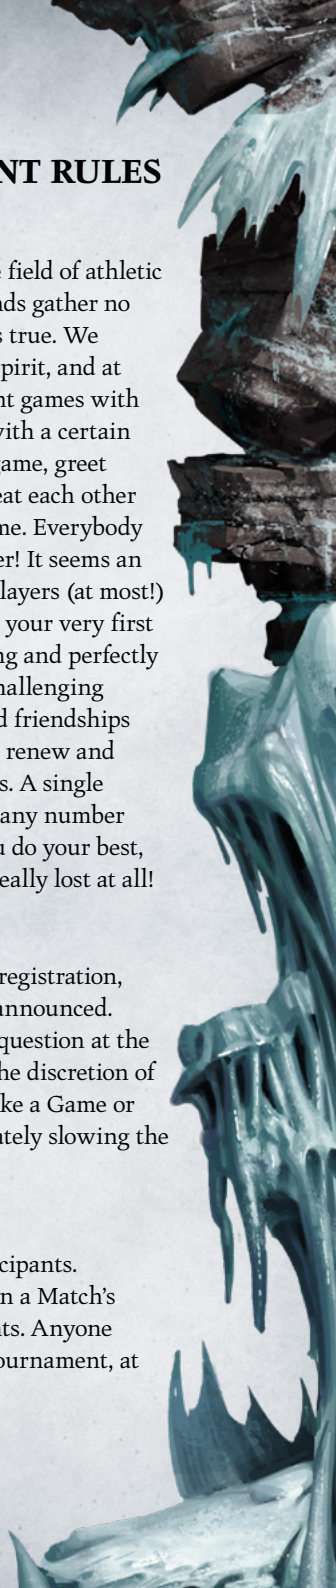 NT RULES
field of athletic
nds gather no
s true. We
pirit, and at
nt games with
with a certain
game, greet
eat each other
me. Everybody
er! It seems an
layers (at most!)
your very first
ng and perfectly
hallenging
d friendships
renew and
s. A single
any number
u do your best,
eally lost at all!
registration,
announced.
question at the
he discretion of
ke a Game or
ately slowing the
cipants.
n a Match's
nts. Anyone
ournament, at